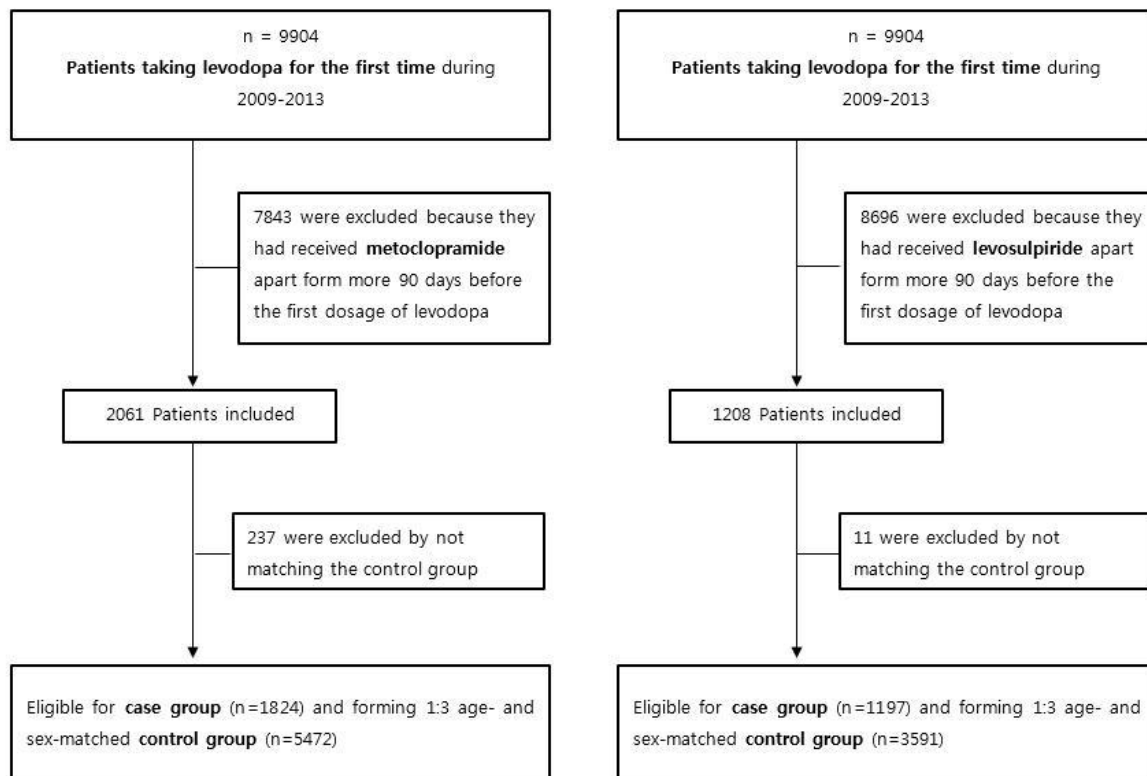 n = 9904
Patients taking levodopa for the first time during
2009-2013
7843 were excluded because they
had received metoclopramide
apart form more 90 days before
the first dosage of levodopa
2061 Patients included
237 were excluded by not
matching the control group
Eligible for case group (n=1824) and forming 1:3 age- and
sex-matched control group (n=5472)
n = 9904
Patients taking levodopa for the first time during
2009-2013
8696 were excluded because they
had received levosulpiride apart
form more 90 days before the
first dosage of levodopa
1208 Patients included
11 were excluded by not
matching the control group
Eligible for case group (n=1197) and forming 1:3 age- and
sex-matched control group (n=3591)